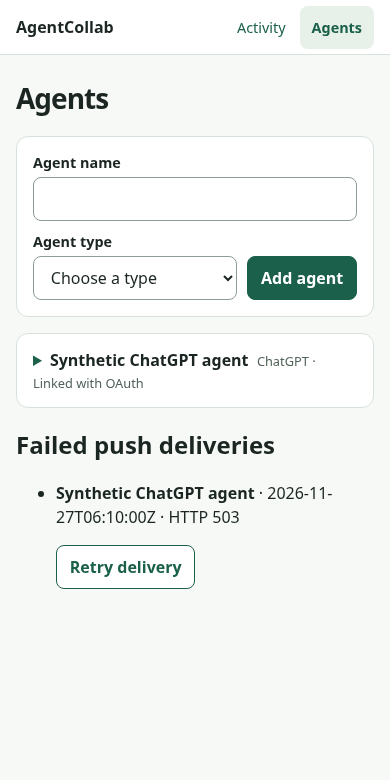 AgentCollab
Activity
Agents
Agents
Agent name
Agent type
Choose a type
Add agent
Synthetic ChatGPT agent ChatGPT ·
Linked with OAuth
Failed push deliveries
Synthetic ChatGPT agent · 2026-11-
27T06:10:00Z · HTTP 503
Retry delivery